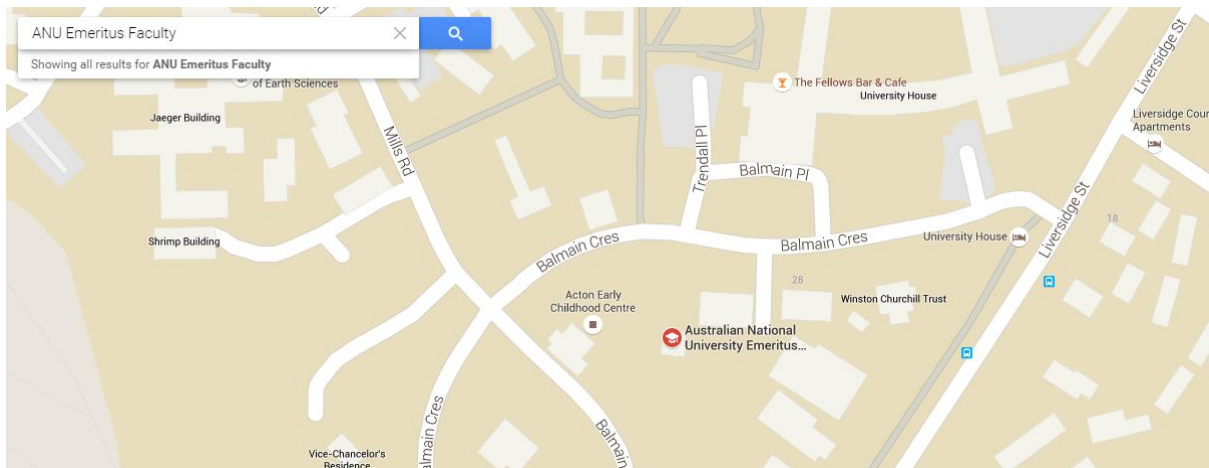 ANU Emeritus Faculty
Showing all results for ANU Emeritus Faculty
Rd
of Earth Sciences
The Fellows Bar & Cafe
University House
Liversidge St
Jaeger Building
Liversidge Cour
Apartments
Mills Rd
Trendall Pl
Balmain Pl
Shrimp Building
Balmain Cres
Balmain Cres
University House
Liversidge St
18
28
Acton Early
Childhood Centre
Winston Churchill Trust
Australian National
University Emeritus...
Balmain Cres
Balmain
Vice-Chancelor's
Residence